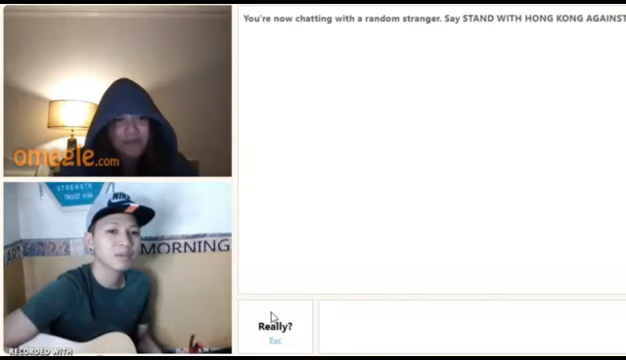 You're now chatting with a random stranger. Say STAND WITH HONG KONG AGAINST
omegle.com
STRENGTH
TRUST HIM
NIKE
ART
MORNING
Really?
Esc
RECORDED WITH